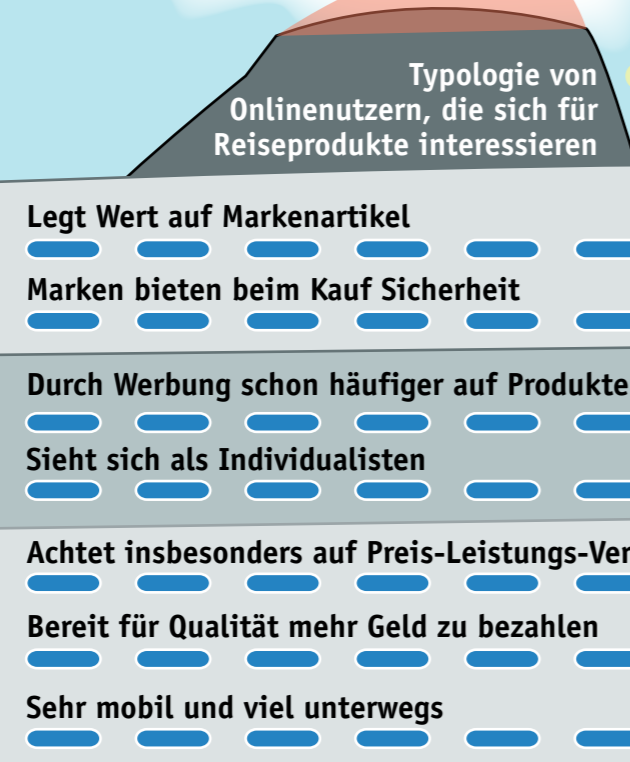 Typologie von
Onlinenutzern, die sich für
Reiseprodukte interessieren
Legt Wert auf Markenartikel
Marken bieten beim Kauf Sicherheit
Durch Werbung schon häufiger auf Produkte
Sieht sich als Individualisten
Achtet insbesonders auf Preis-Leistungs-Ver
Bereit für Qualität mehr Geld zu bezahlen
Sehr mobil und viel unterwegs